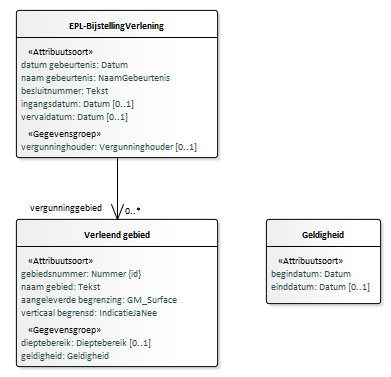 EPL-BijstellingVerlening
«Attribuutsoort»
datum gebeurtenis: Datum
naam gebeurtenis: NaamGebeurtenis
besluitnummer: Tekst
ingangsdatum: Datum [0..1]
vervaldatum: Datum [0..1]
«Gegevensgroep»
vergunninghouder: Vergunninghouder [0..1]
vergunninggebied
0..*
Verleend gebied
«Attribuutsoort»
gebiedsnummer: Nummer {id}
naam gebied: Tekst
aangeleverde begrenzing: GM_Surface
verticaal begrensd: IndicatieJaNee
«Gegevensgroep»
dieptebereik: Dieptebereik [0..1]
geldigheid: Geldigheid
Geldigheid
«Attribuutsoort»
begindatum: Datum
einddatum: Datum [0..1]